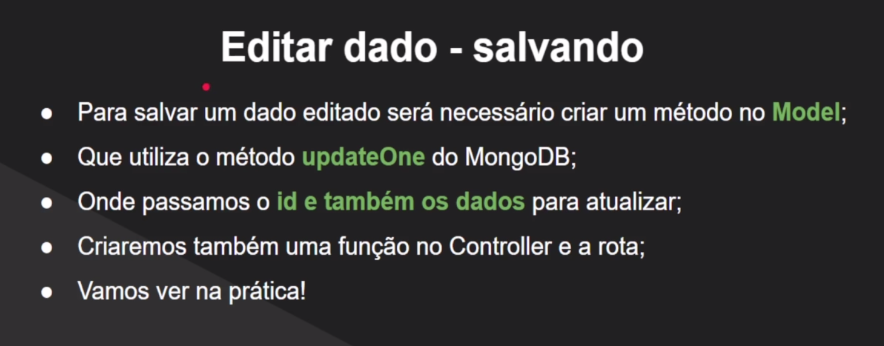 Editar dado - salvando
● Para salvar um dado editado será necessário criar um método no Model;
● Que utiliza o método updateOne do MongoDB;
● Onde passamos o id e também os dados para atualizar;
● Criaremos também uma função no Controller e a rota;
● Vamos ver na prática!